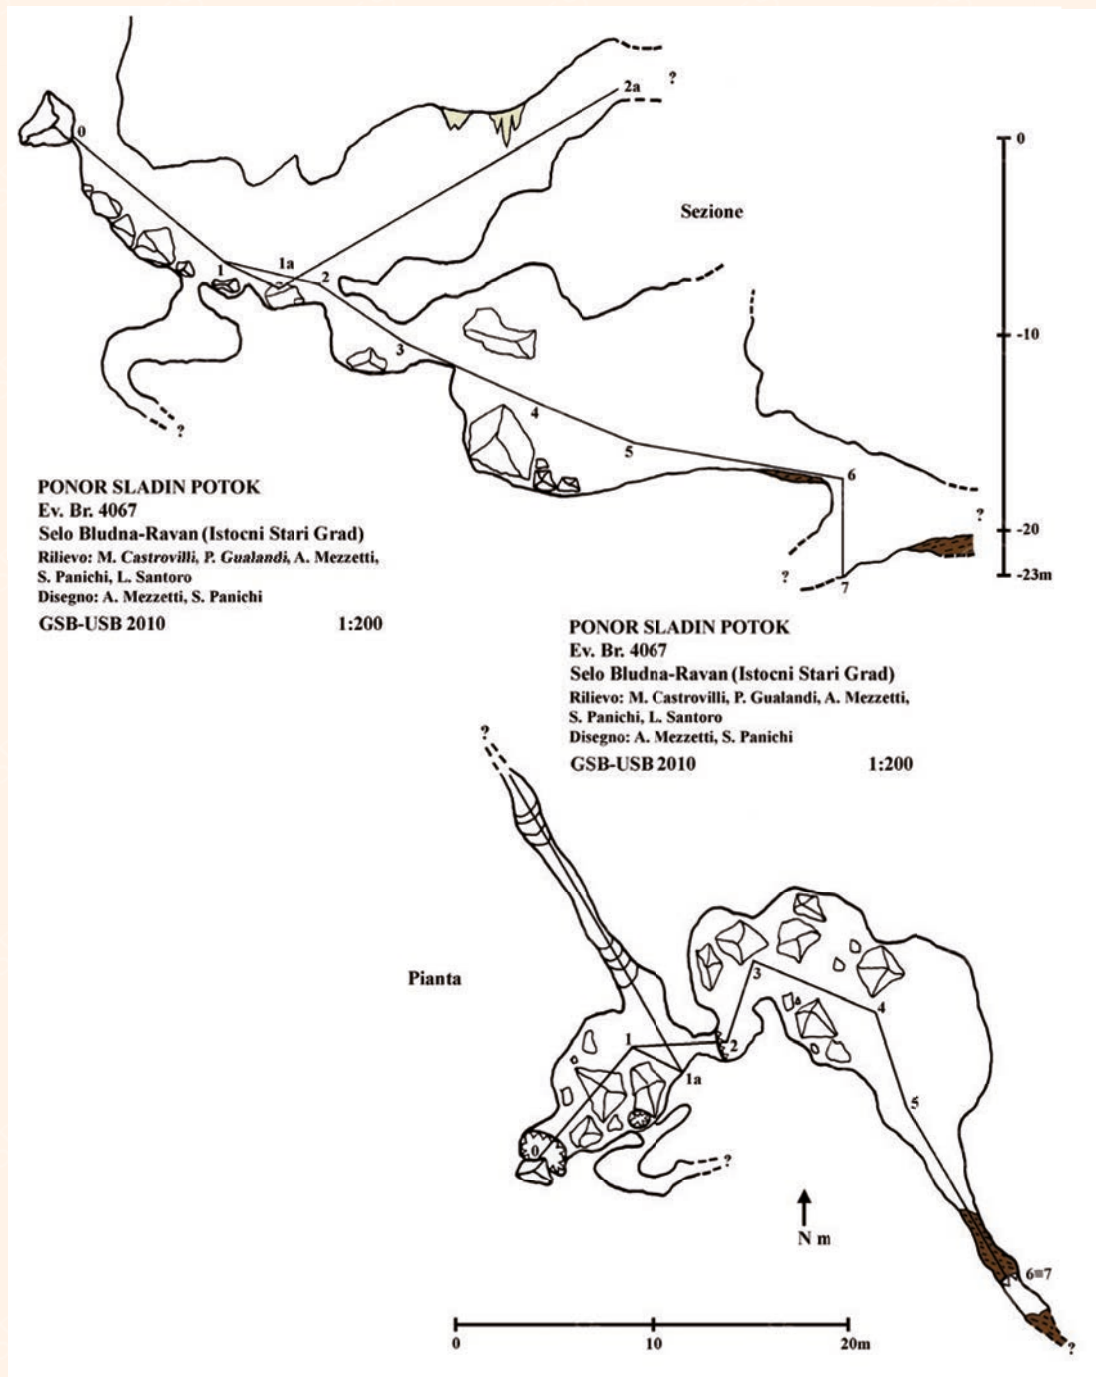 2a
?
0
0
Sezione
1a
1
2
-10
3
4
?
5
6
PONOR SLADIN POTOK
Ev. Br. 4067
Selo Bludna-Ravan (Istocni Stari Grad)
Rilievo: M. Castrovilli, P. Gualandi, A. Mezzetti,
S. Panichi, L. Santoro
Disegno: A. Mezzetti, S. Panichi
GSB-USB 2010 1:200
?
-20
?
-23m
7
PONOR SLADIN POTOK
Ev. Br. 4067
Selo Bludna-Ravan (Istocni Stari Grad)
Rilievo: M. Castrovilli, P. Gualandi, A. Mezzetti,
S. Panichi, L. Santoro
Disegno: A. Mezzetti, S. Panichi
GSB-USB 2010 1:200
?
Pianta
3
4
1
2
1a
5
0
?
N m
6≡7
0 10 20m
?